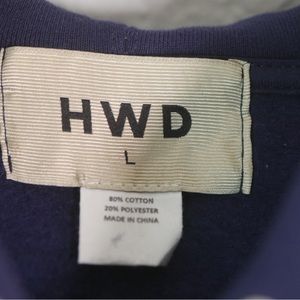 HWD
L
80% COTTON
20% POLYESTER
MADE IN CHINA